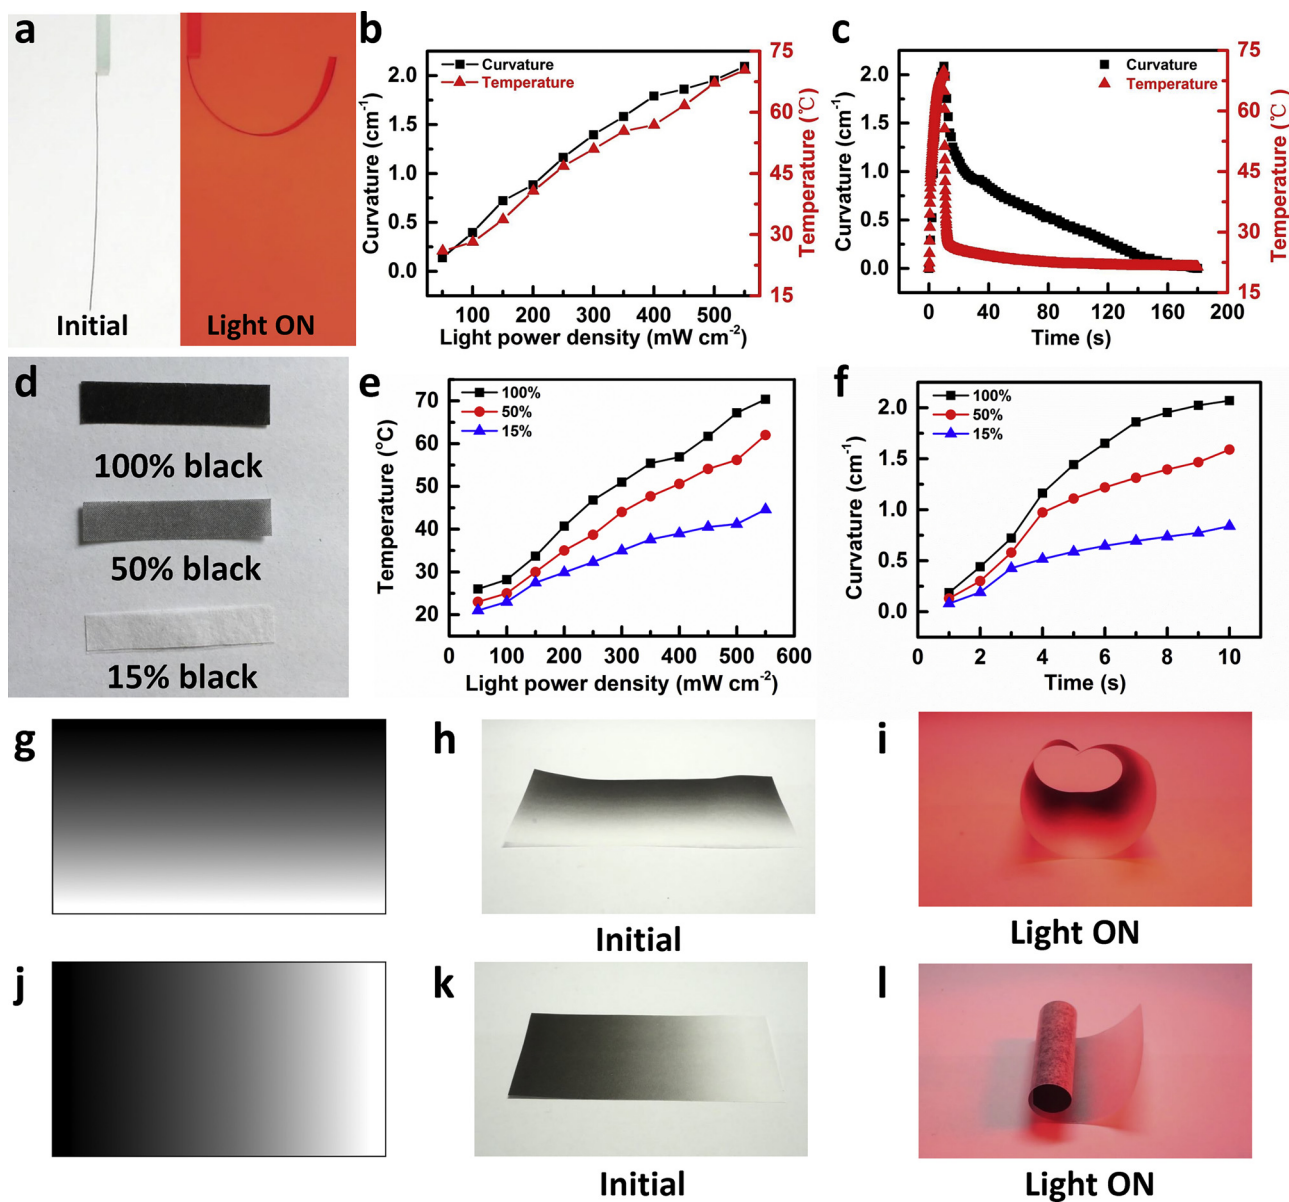 a
Initial
Light ON
b
Curvature
Temperature
2.0
1.5
1.0
0.5
0.0
Curvature (cm-1)
75
60
45
30
15
Temperature (℃)
100 200 300 400 500
Light power density (mW cm-2)
c
Curvature
Temperature
2.0
1.5
1.0
0.5
0.0
Curvature (cm-1)
75
60
45
30
15
Temperature (℃)
0 40 80 120 160 200
Time (s)
d
100% black
50% black
15% black
e
100%
50%
15%
70
60
50
40
30
20
Temperature (°C)
0 100 200 300 400 500 600
Light power density (mW cm-2)
f
100%
50%
15%
2.0
1.5
1.0
0.5
0.0
Curvature (cm-1)
0 2 4 6 8 10
Time (s)
g
h
Initial
i
Light ON
j
k
Initial
l
Light ON